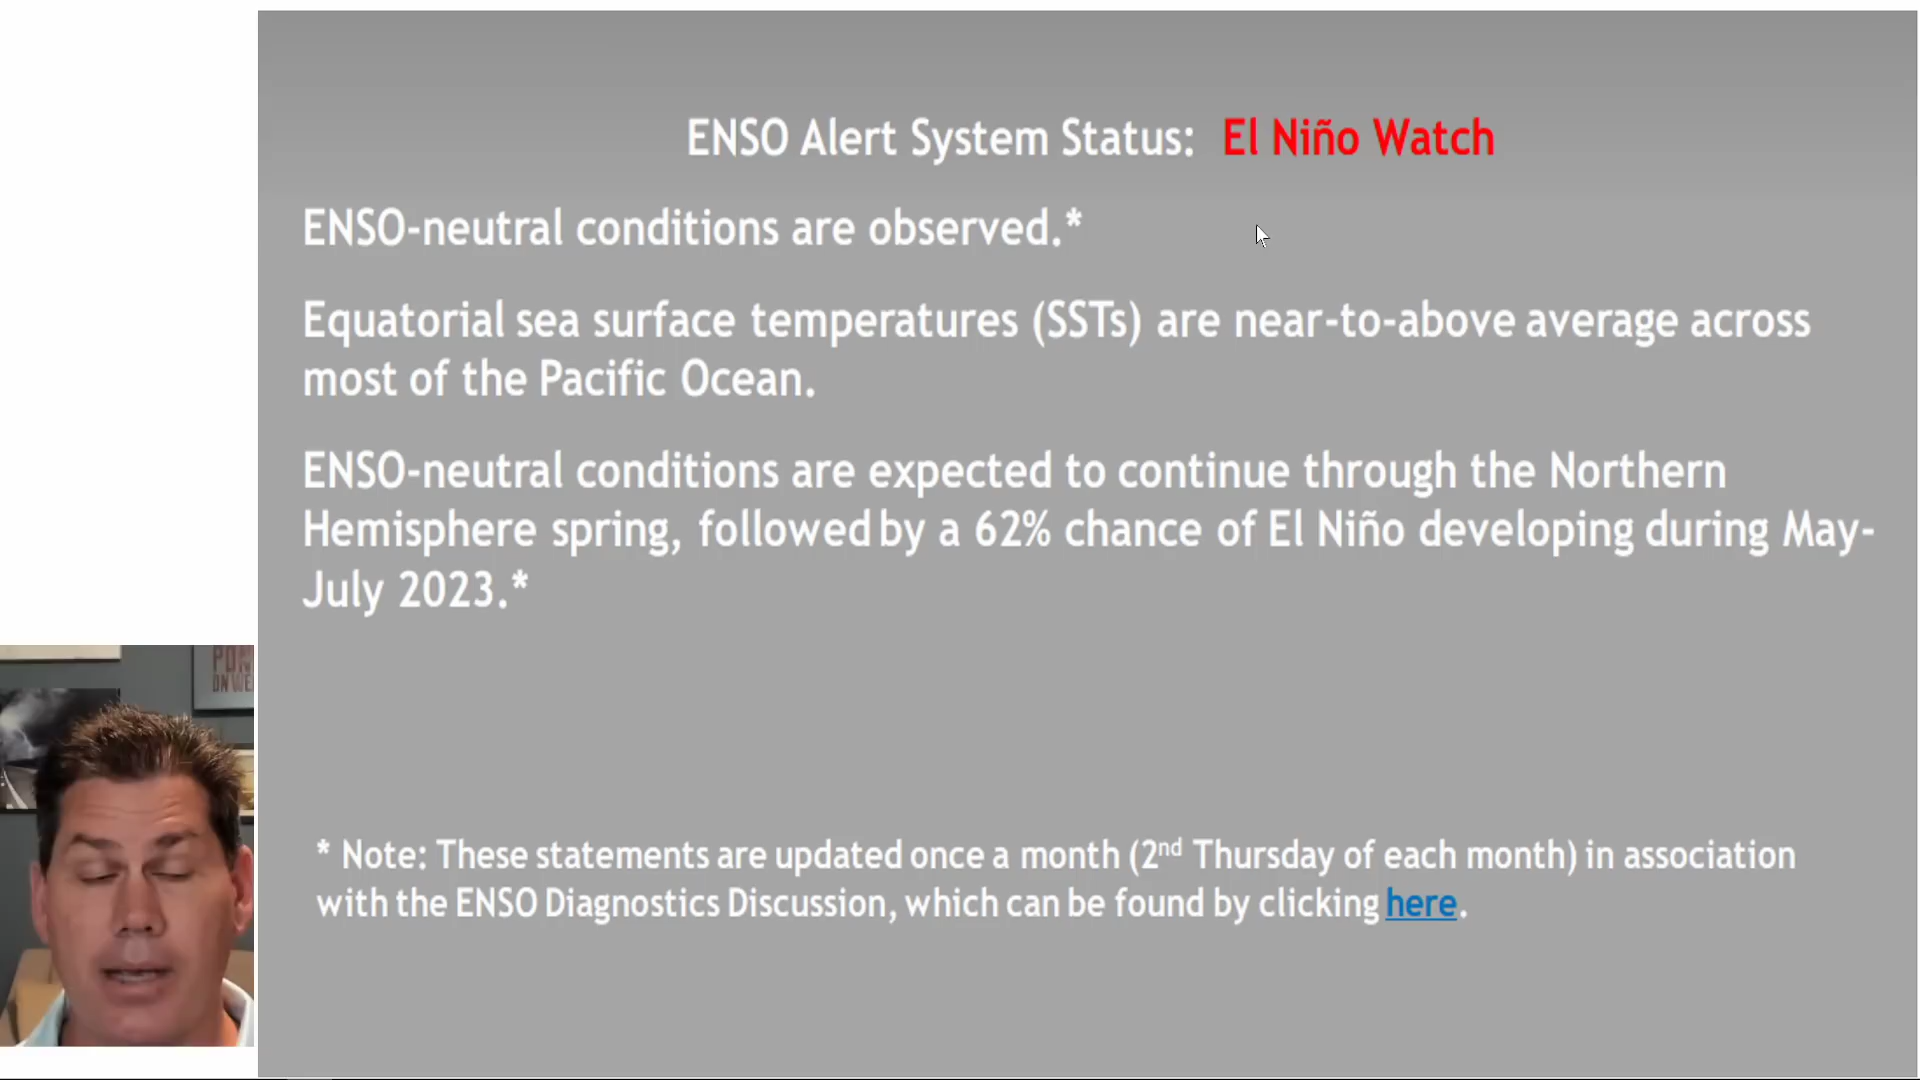 ENSO Alert System Status: El Niño Watch
ENSO-neutral conditions are observed.*
Equatorial sea surface temperatures (SSTs) are near-to-above average across
most of the Pacific Ocean.
ENSO-neutral conditions are expected to continue through the Northern
Hemisphere spring, followed by a 62% chance of El Niño developing during May-
July 2023.*
* Note: These statements are updated once a month (2nd Thursday of each month) in association
with the ENSO Diagnostics Discussion, which can be found by clicking here.